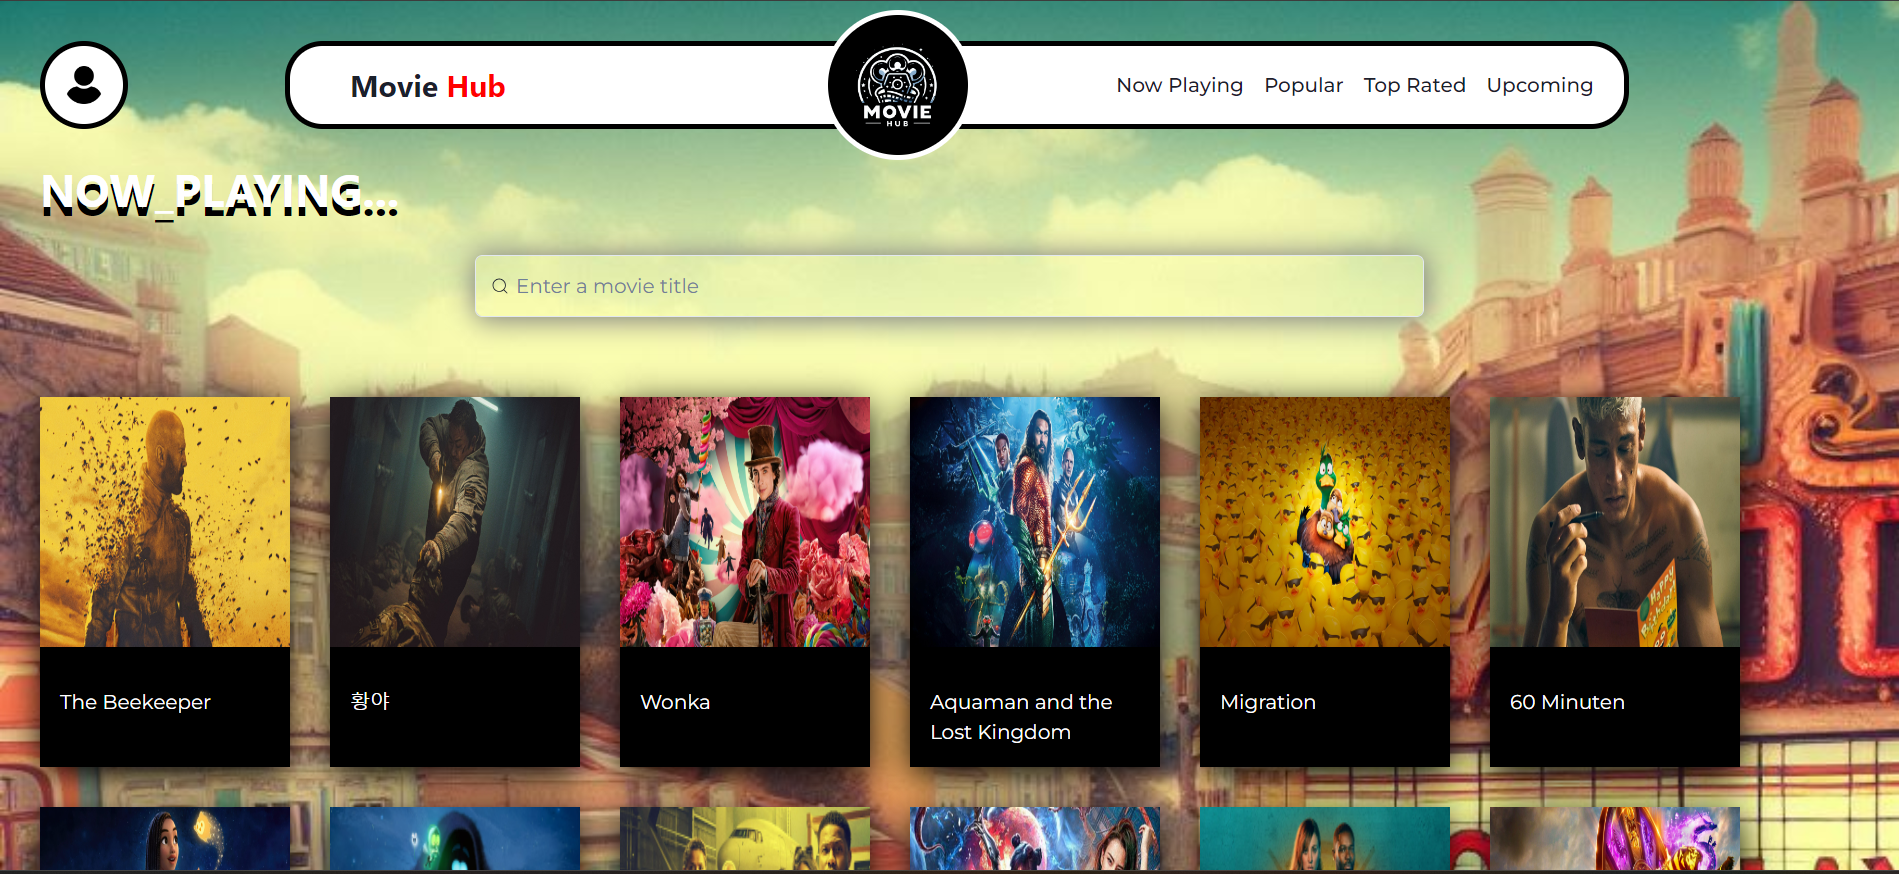 Movie Hub
MOVIE
HUB
Now Playing Popular Top Rated Upcoming
NOW_PLAYING...
Enter a movie title
The Beekeeper
황야
Wonka
Aquaman and the
Lost Kingdom
Migration
60 Minuten